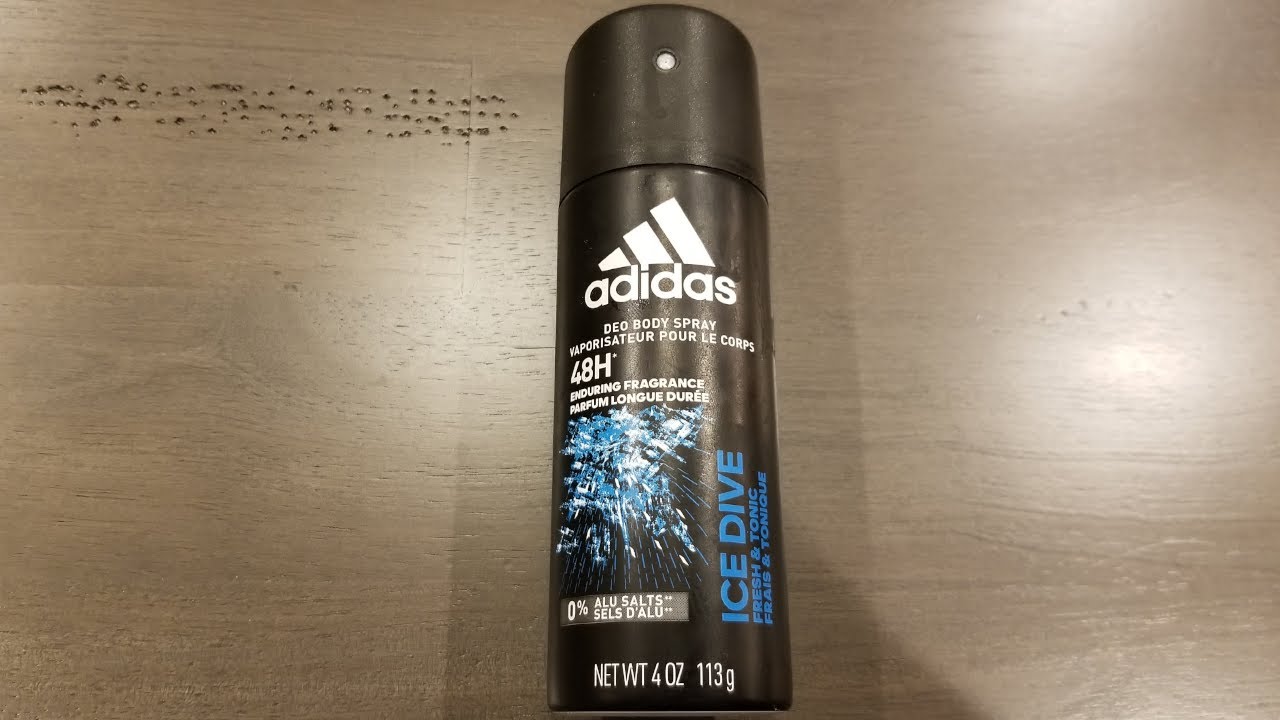 adidas
DEO BODY SPRAY
VAPORISATEUR POUR LE CORPS
48H*
ENDURING FRAGRANCE
PARFUM LONGUE DURÉE
ICE DIVE
FRESH & TONIC
FRAIS & TONIQUE
0% ALU SALTS**
SELS D'ALU**
NET WT 4 OZ 113g